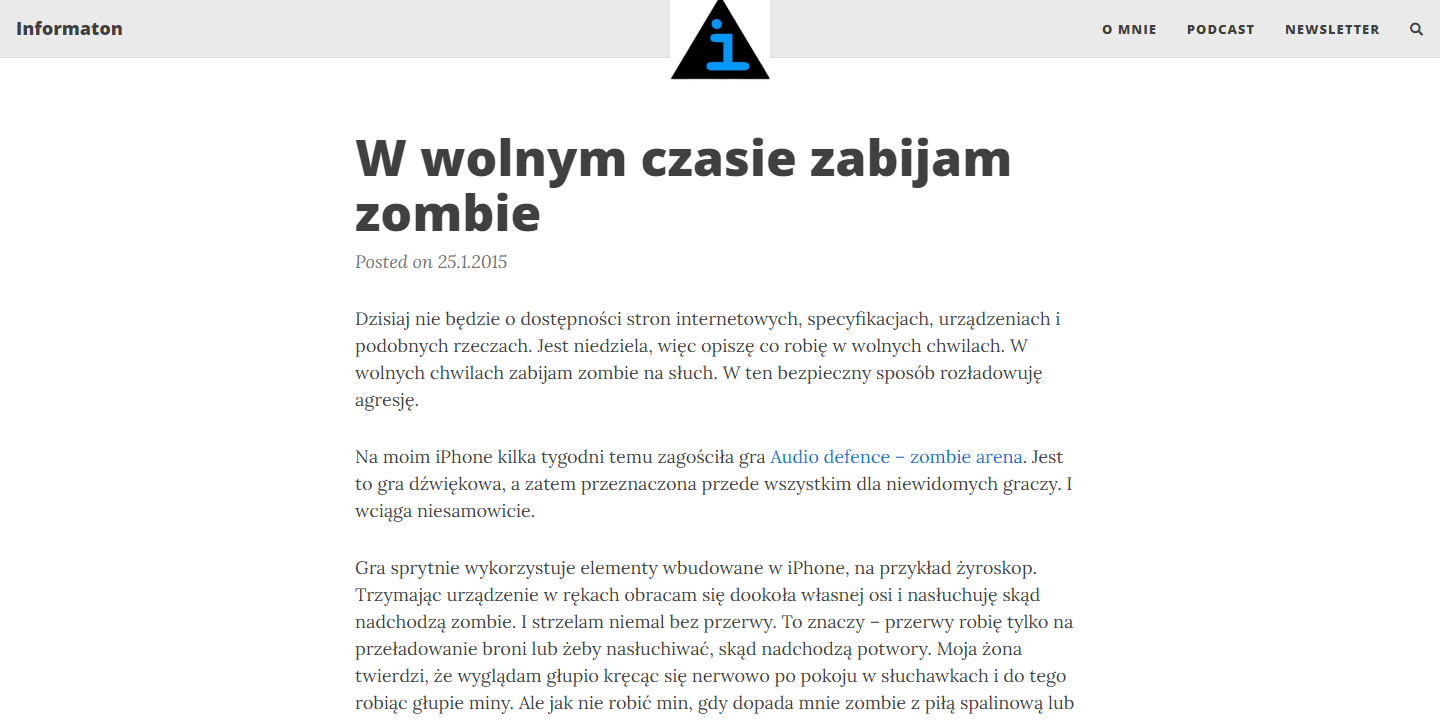 Informaton
i
O MNIE PODCAST NEWSLETTER
W wolnym czasie zabijam
zombie
Posted on 25.1.2015
Dzisiaj nie będzie o dostępności stron internetowych, specyfikacjach, urządzeniach i
podobnych rzeczach. Jest niedziela, więc opiszę co robię w wolnych chwilach. W
wolnych chwilach zabijam zombie na słuch. W ten bezpieczny sposób rozładowuję
agresję.
Na moim iPhone kilka tygodni temu zagościła gra Audio defence – zombie arena. Jest
to gra dźwiękowa, a zatem przeznaczona przede wszystkim dla niewidomych graczy. I
wciąga niesamowicie.
Gra sprytnie wykorzystuje elementy wbudowane w iPhone, na przykład żyroskop.
Trzymając urządzenie w rękach obracam się dookoła własnej osi i nasłuchuję skąd
nadchodzą zombie. I strzelam niemal bez przerwy. To znaczy – przerwy robię tylko na
przeładowanie broni lub żeby nasłuchiwać, skąd nadchodzą potwory. Moja żona
twierdzi, że wyglądam głupio kręcąc się nerwowo po pokoju w słuchawkach i do tego
robiąc głupie miny. Ale jak nie robić min, gdy dopada mnie zombie z piłą spalinową lub